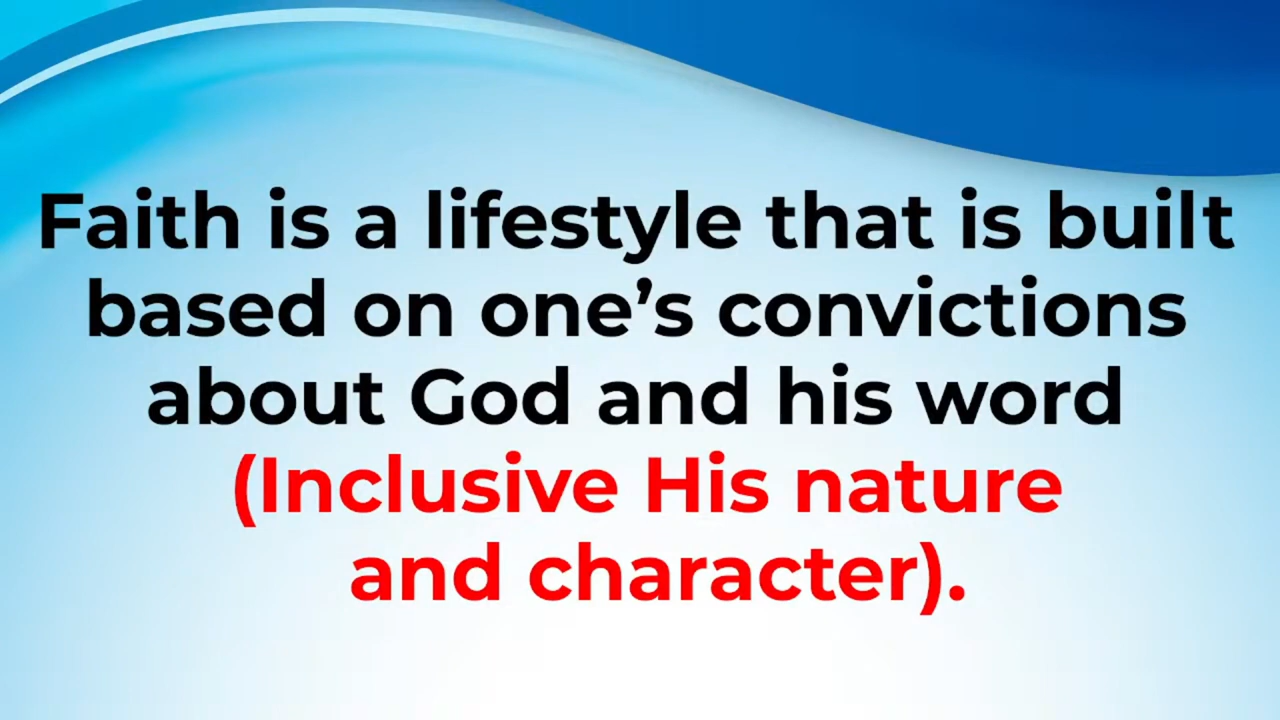 Faith is a lifestyle that is built
based on one’s convictions
about God and his word
(Inclusive His nature
and character).